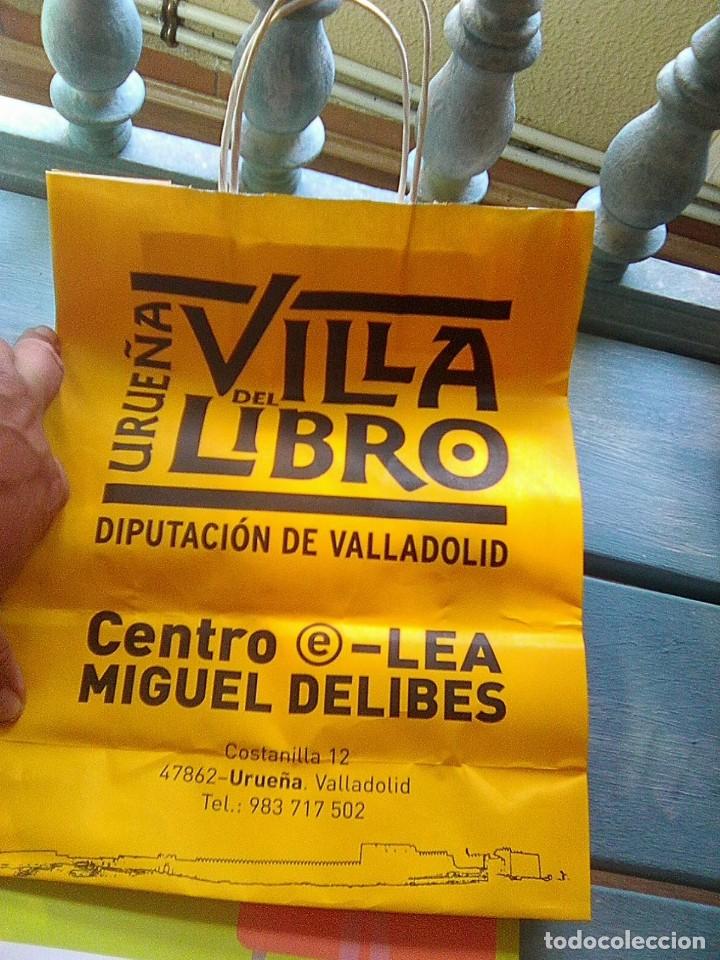 URUEÑA
VILLA
DEL
LIBRO
DIPUTACIÓN DE VALLADOLID
Centro e-LEA
MIGUEL DELIBES
Costanilla 12
47862-Urueña. Valladolid
Tel.: 983 717 502
todocoleccion